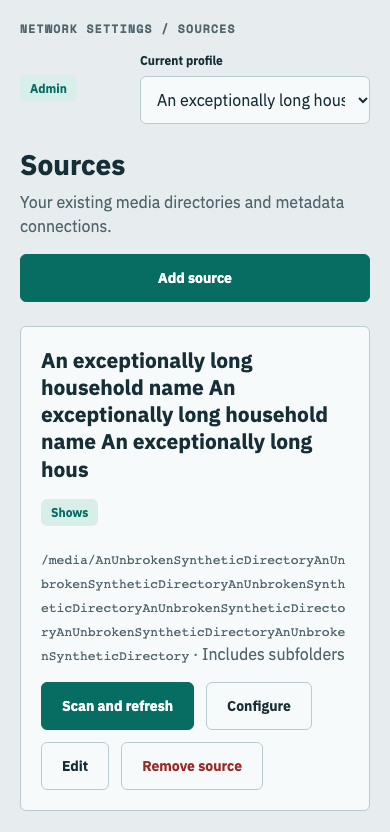 NETWORK SETTINGS / SOURCES
Current profile
Admin
An exceptionally long hous
Sources
Your existing media directories and metadata
connections.
Add source
An exceptionally long
household name An
exceptionally long household
name An exceptionally long
hous
Shows
/media/AnUnbrokenSyntheticDirectoryAnUn
brokenSyntheticDirectoryAnUnbrokenSynth
eticDirectoryAnUnbrokenSyntheticDirecto
ryAnUnbrokenSyntheticDirectoryAnUnbroke
nSyntheticDirectory · Includes subfolders
Scan and refresh
Configure
Edit
Remove source